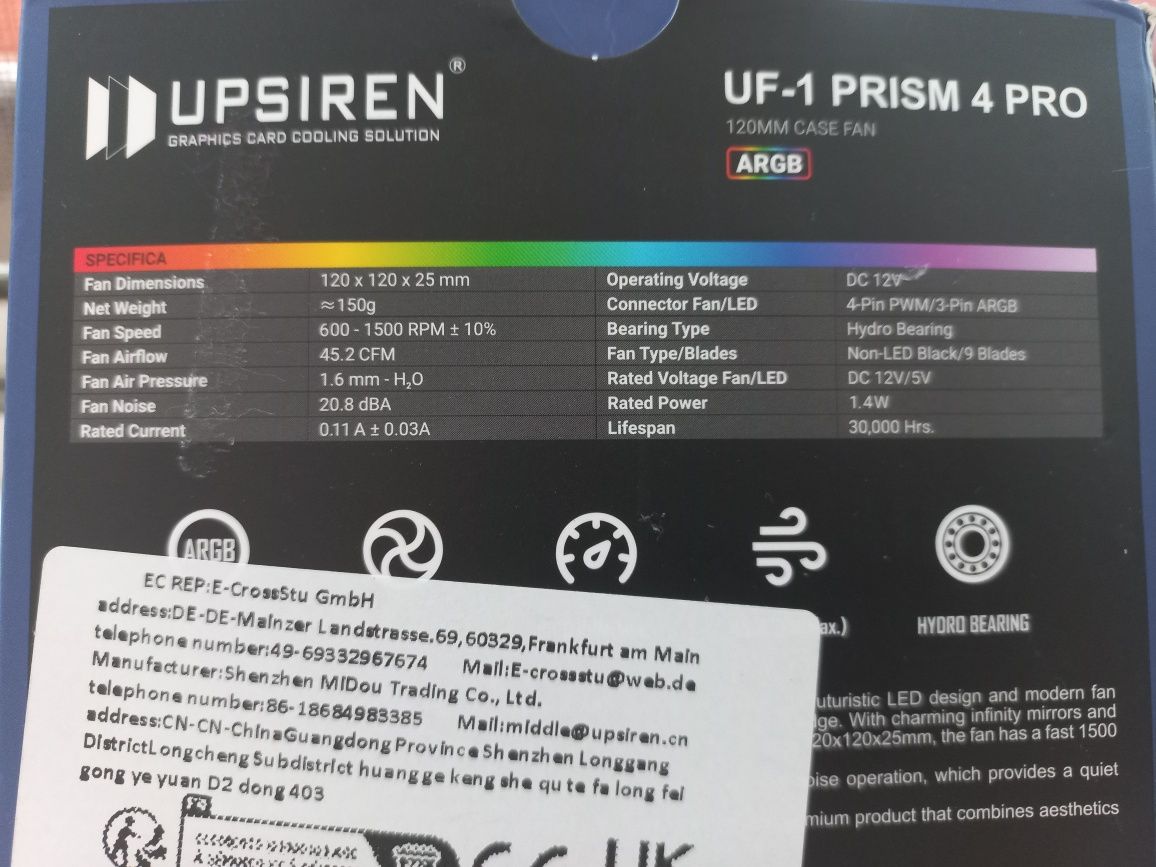 UPSIREN®
GRAPHICS CARD COOLING SOLUTION
UF-1 PRISM 4 PRO
120MM CASE FAN
ARGB
SPECIFICA
Fan Dimensions 120 x 120 x 25 mm Operating Voltage DC 12V
Net Weight ≈150g Connector Fan/LED 4-Pin PWM/3-Pin ARGB
Fan Speed 600 - 1500 RPM ± 10% Bearing Type Hydro Bearing
Fan Airflow 45.2 CFM Fan Type/Blades Non-LED Black/9 Blades
Fan Air Pressure 1.6 mm - H₂O Rated Voltage Fan/LED DC 12V/5V
Fan Noise 20.8 dBA Rated Power 1.4W
Rated Current 0.11 A ± 0.03A Lifespan 30,000 Hrs.
ARGB
ax.) HYDRO BEARING
EC REP:E-CrossStu GmbH
address:DE-DE-Mainzer Landstrasse.69,60329,Frankfurt am Main
telephone number:49-69332967674 Mail:E-crossstu@web.de
Manufacturer:Shenzhen MIDou Trading Co., Ltd.
telephone number:86-18684983385 Mail:middle@upsiren.cn
address:CN-CN-ChinaGuangdong Province Shenzhen Longgang
DistrictLongcheng Subdistrict huang ge keng she qu te fa long fei
gong ye yuan D2 dong 403
uturistic LED design and modern fan
ge. With charming infinity mirrors and
20x120x25mm, the fan has a fast 1500
oise operation, which provides a quiet
mium product that combines aesthetics
FR
CE UK